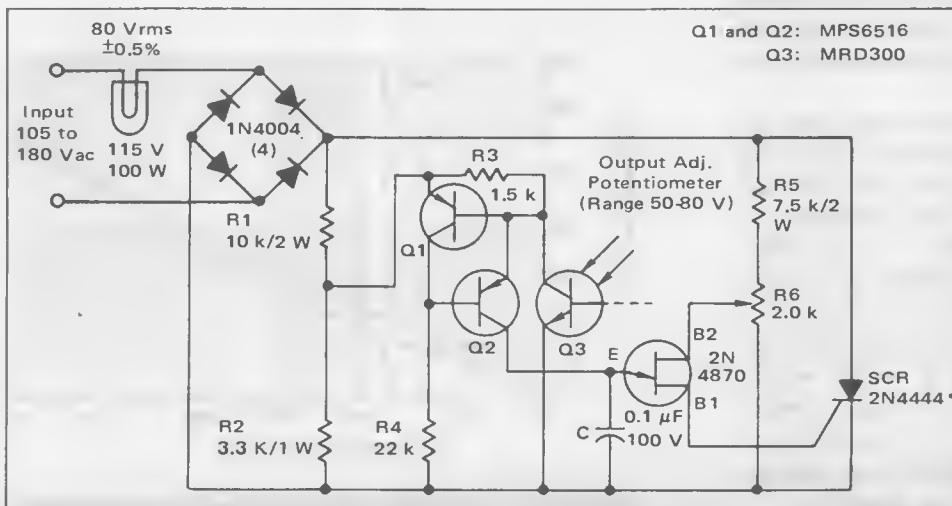 80 Vrms
±0.5%
Q1 and Q2: MPS6516
Q3: MRD300
Input
105 to
180 Vac
115 V
100 W
1N4004
(4)
R1
10 k/2 W
R3
1.5 k
Output Adj.
Potentiometer
(Range 50-80 V)
R5
7.5 k/2
W
Q1
Q2
Q3
R6
2.0 k
E
B2
2N
4870
B1
SCR
2N4444*
R2
3.3 K/1 W
R4
22 k
C
0.1 µF
100 V